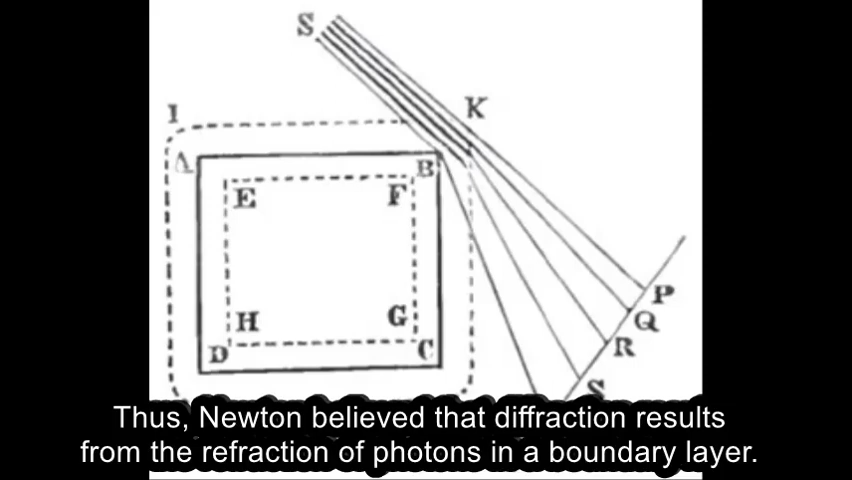 S
K
I
A
B
E
F
P
H
G
Q
D
C
R
S
Thus, Newton believed that diffraction results
from the refraction of photons in a boundary layer.